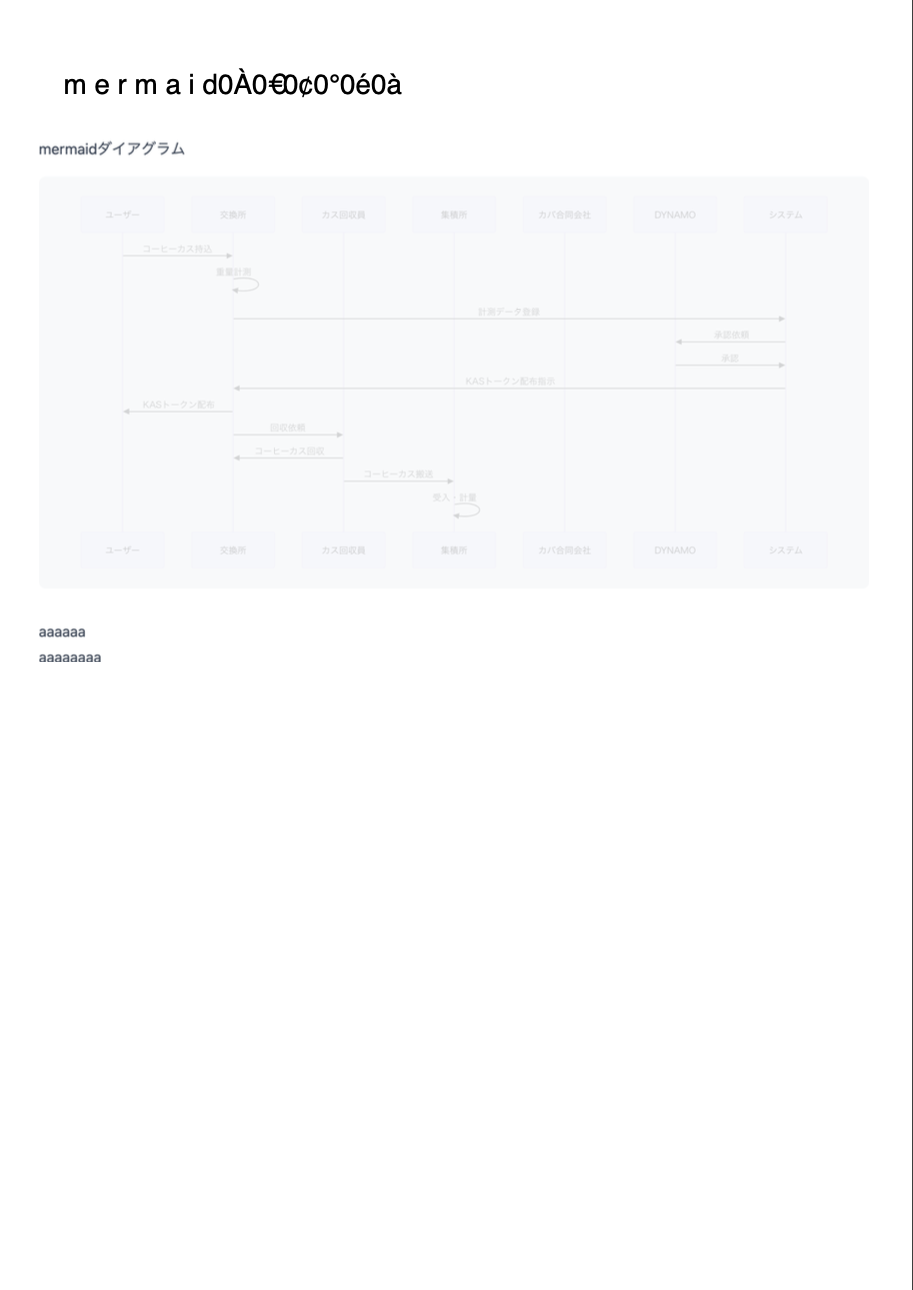 m e r m a i d0À0€0¢0°0é0à
mermaidダイアグラム
ユーザー 交換所 カス回収員 集積所 カバ合同会社 DYNAMO システム
コーヒーカス持込
重量計測
計測データ登録
承認依頼
承認
KASトークン配布指示
KASトークン配布
回収依頼
コーヒーカス回収
コーヒーカス搬送
受入・計量
ユーザー 交換所 カス回収員 集積所 カバ合同会社 DYNAMO システム
aaaaaa
aaaaaaaa